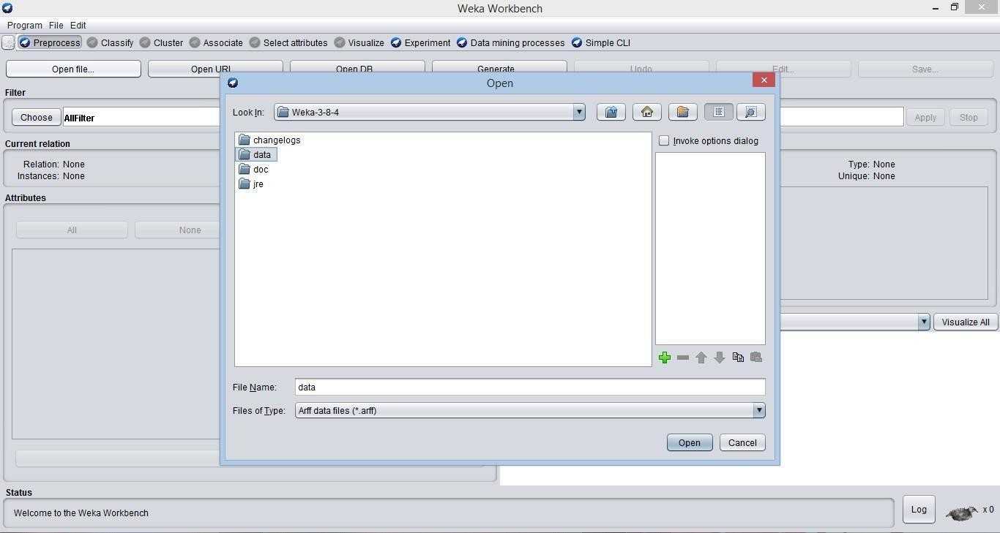 Weka Workbench
Program File Edit
Preprocess Classify Cluster Associate Select attributes Visualize Experiment Data mining processes Simple CLI
Open file... Open URL Open DB Generate Undo Edit... Save...
Open
Filter
Look In: Weka-3-8-4
Choose AllFilter Apply Stop
changelogs
data
doc
jre
Invoke options dialog
Current relation
Relation: None
Instances: None
Type: None
Unique: None
Attributes
All None
Visualize All
File Name: data
Files of Type: Arff data files (*.arff)
Open Cancel
Status
Welcome to the Weka Workbench
Log x 0